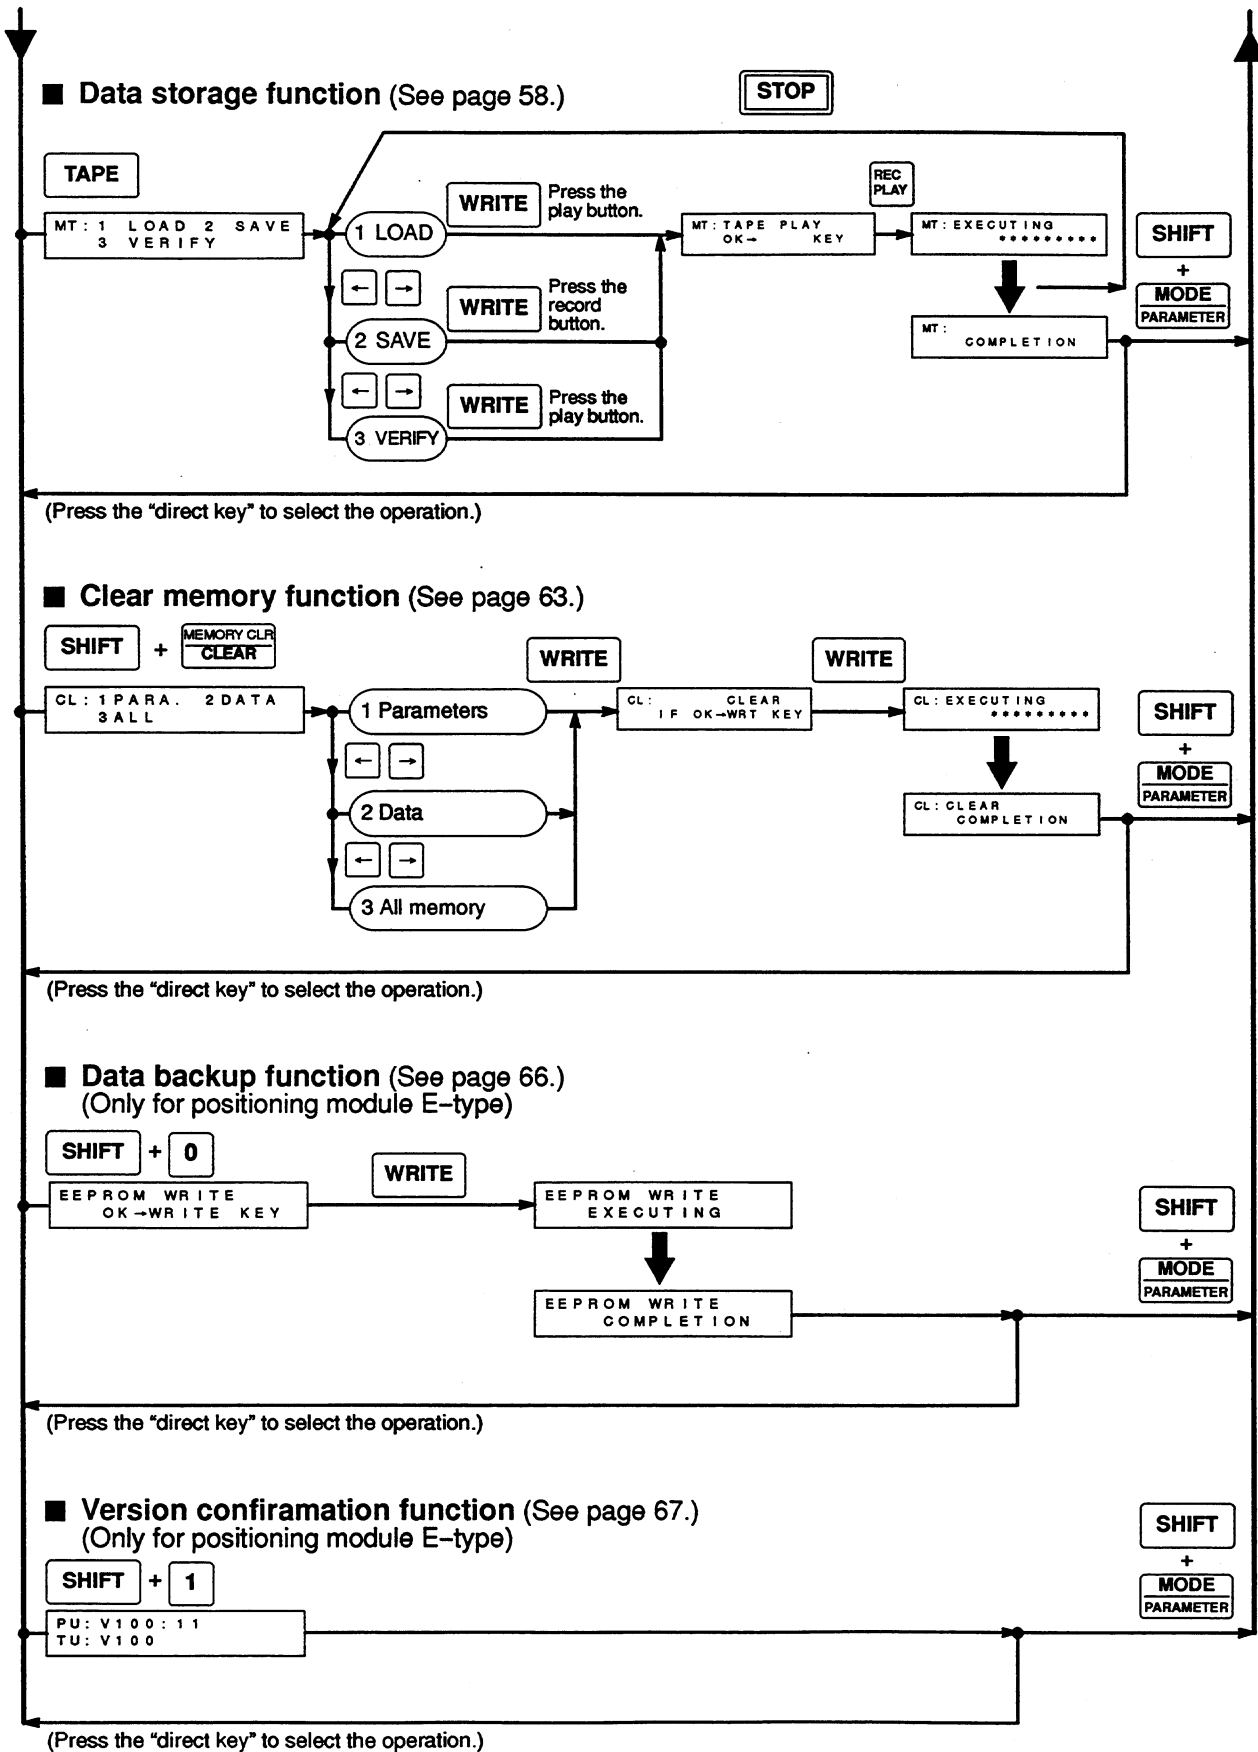 ■ Data storage function (See page 58.)
STOP
TAPE
MT: 1 LOAD 2 SAVE
3 VERIFY
1 LOAD
WRITE
Press the
play button.
MT: TAPE PLAY
OK→ KEY
REC
PLAY
MT: EXECUTING
*********
SHIFT
+
MODE
PARAMETER
← →
2 SAVE
WRITE
Press the
record
button.
MT:
COMPLETION
← →
3 VERIFY
WRITE
Press the
play button.
(Press the “direct key” to select the operation.)
■ Clear memory function (See page 63.)
SHIFT + MEMORY CLR
CLEAR
CL: 1PARA. 2DATA
3ALL
1 Parameters
WRITE
CL: CLEAR
IF OK→WRT KEY
WRITE
CL: EXECUTING
*********
SHIFT
+
MODE
PARAMETER
← →
2 Data
CL: CLEAR
COMPLETION
← →
3 All memory
(Press the “direct key” to select the operation.)
■ Data backup function (See page 66.)
(Only for positioning module E–type)
SHIFT + 0
EEPROM WRITE
OK→WRITE KEY
WRITE
EEPROM WRITE
EXECUTING
EEPROM WRITE
COMPLETION
SHIFT
+
MODE
PARAMETER
(Press the “direct key” to select the operation.)
■ Version confiramation function (See page 67.)
(Only for positioning module E–type)
SHIFT + 1
PU: V100:11
TU: V100
SHIFT
+
MODE
PARAMETER
(Press the “direct key” to select the operation.)